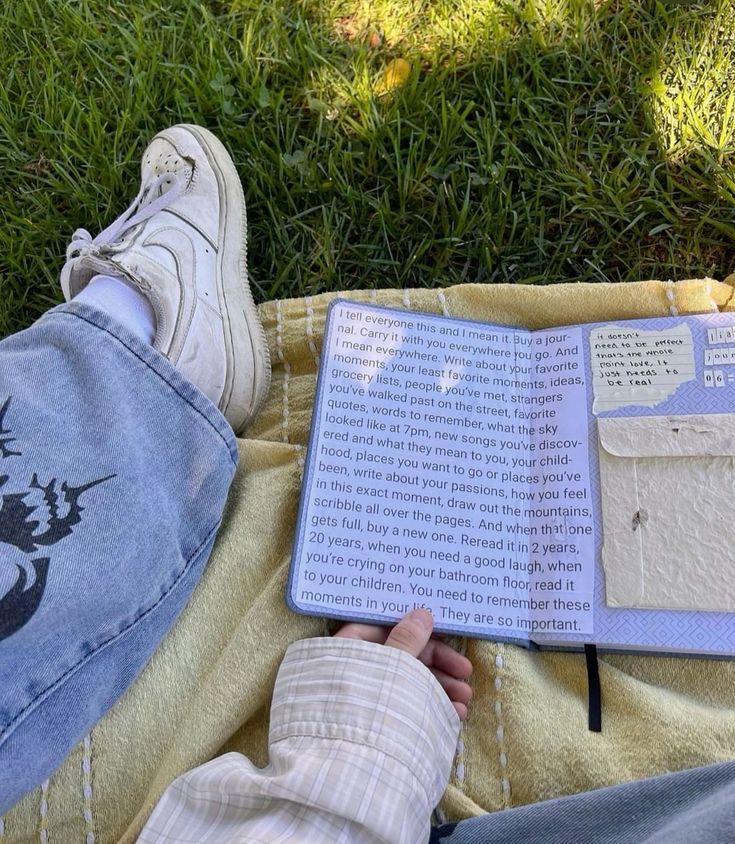 I tell everyone this and I mean it. Buy a jour-
nal. Carry it with you everywhere you go. And
I mean everywhere. Write about your favorite
moments, your least favorite moments, ideas,
grocery lists, people you've met, strangers
you've walked past on the street, favorite
quotes, words to remember, what the sky
looked like at 7pm, new songs you've discov-
ered and what they mean to you, your child-
hood, places you want to go or places you've
been, write about your passions, how you feel
in this exact moment, draw out the mountains,
scribble all over the pages. And when that one
gets full, buy a new one. Reread it in 2 years,
20 years, when you need a good laugh, when
you're crying on your bathroom floor, read it
to your children. You need to remember these
moments in your life. They are so important.
it doesn't
need to be perfect
thats the whole
point love, it
just needs to
be real
jou
06